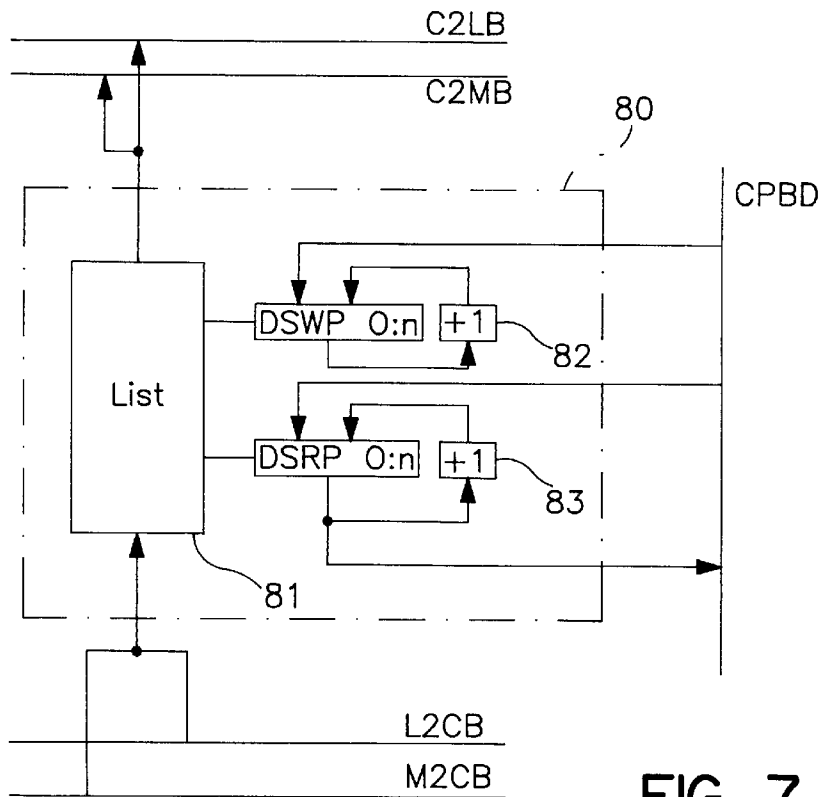 C2LB
C2MB
80
CPBD
DSWP 0:n
+1
82
List
DSRP 0:n
+1
83
81
L2CB
M2CB
FIG. 7